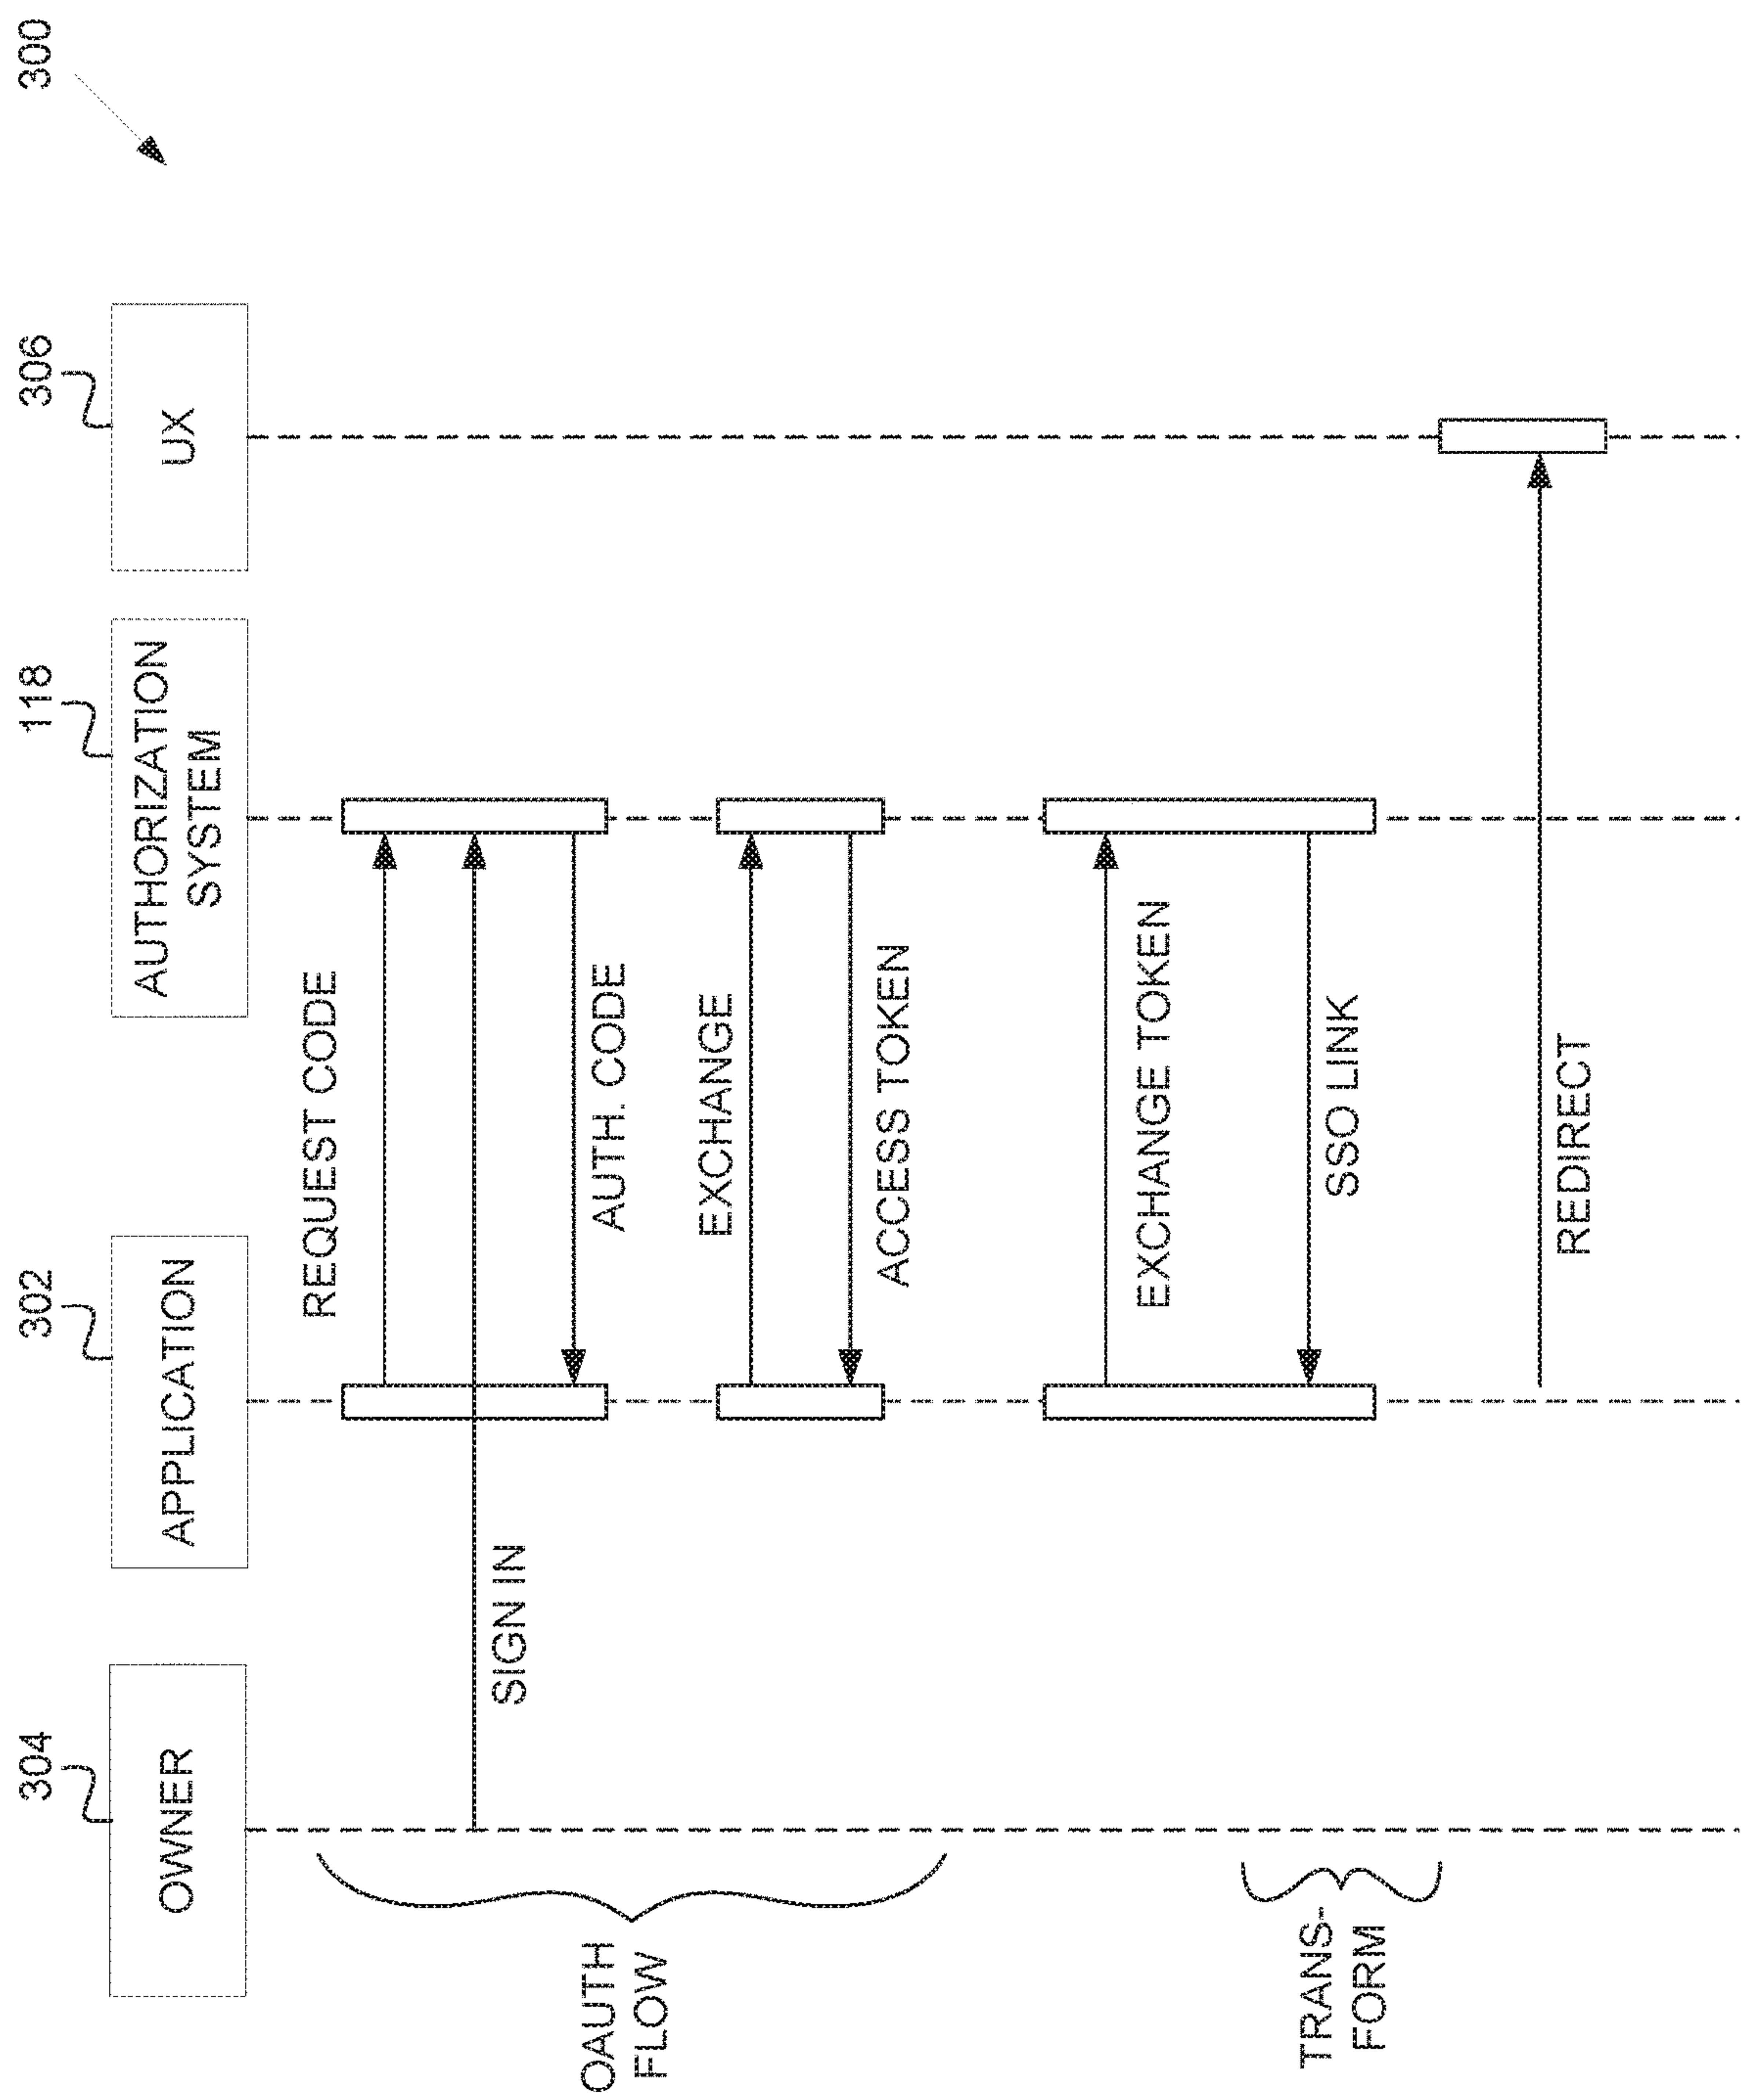 300
304
302
118
306
OWNER
APPLICATION
AUTHORIZATION
SYSTEM
UX
OAUTH
FLOW
REQUEST CODE
SIGN IN
AUTH. CODE
EXCHANGE
ACCESS TOKEN
EXCHANGE TOKEN
TRANS-
FORM
SSO LINK
REDIRECT